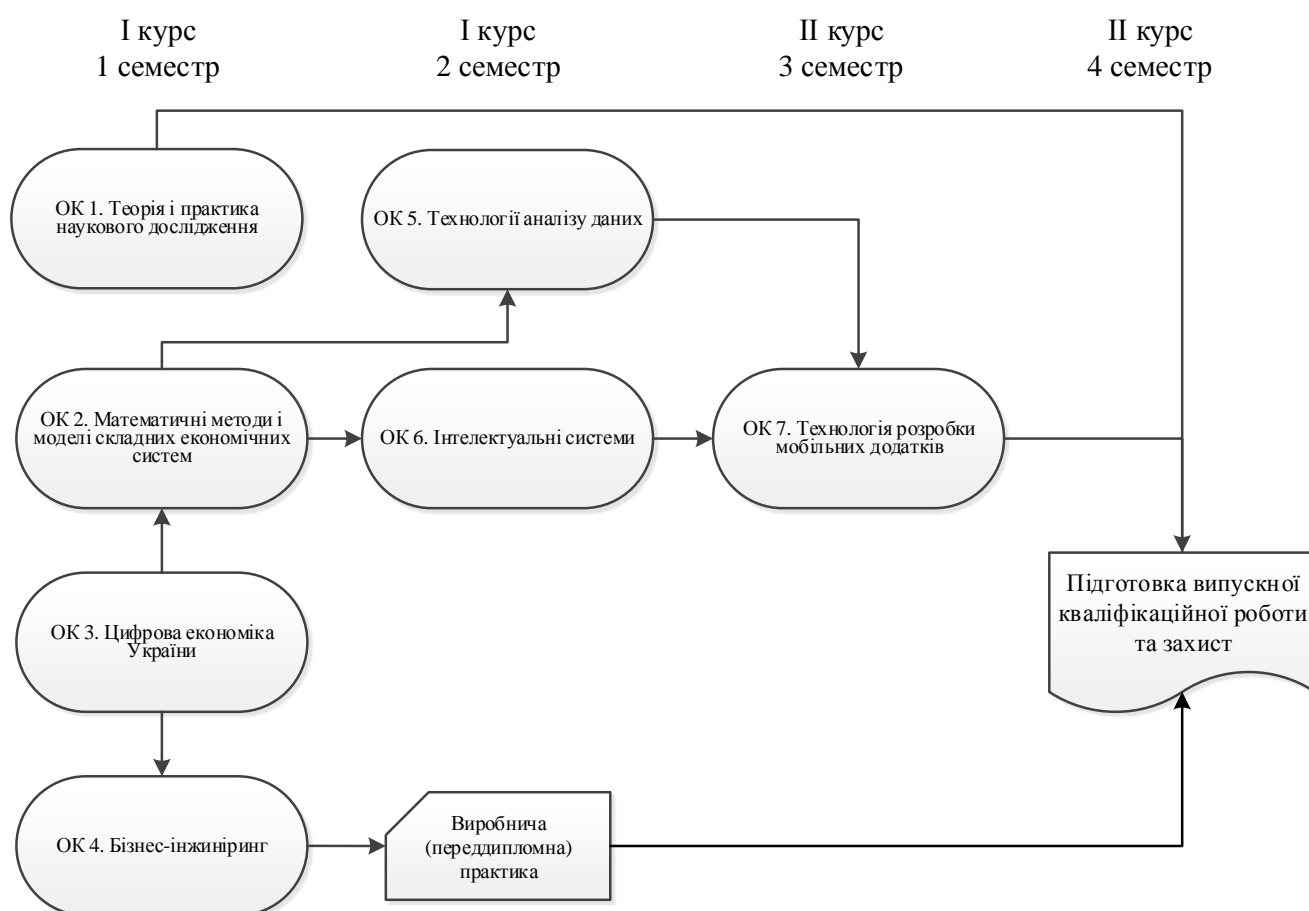 I курс
1 семестр
I курс
2 семестр
II курс
3 семестр
II курс
4 семестр
ОК 1. Теорія і практика
наукового дослідження
ОК 5. Технології аналізу даних
ОК 2. Математичні методи і
моделі складних економічних
систем
ОК 6. Інтелектуальні системи
ОК 7. Технологія розробки
мобільних додатків
ОК 3. Цифрова економіка
України
Підготовка випускної
кваліфікаційної роботи
та захист
ОК 4. Бізнес-інжиніринг
Виробнича
(переддипломна)
практика